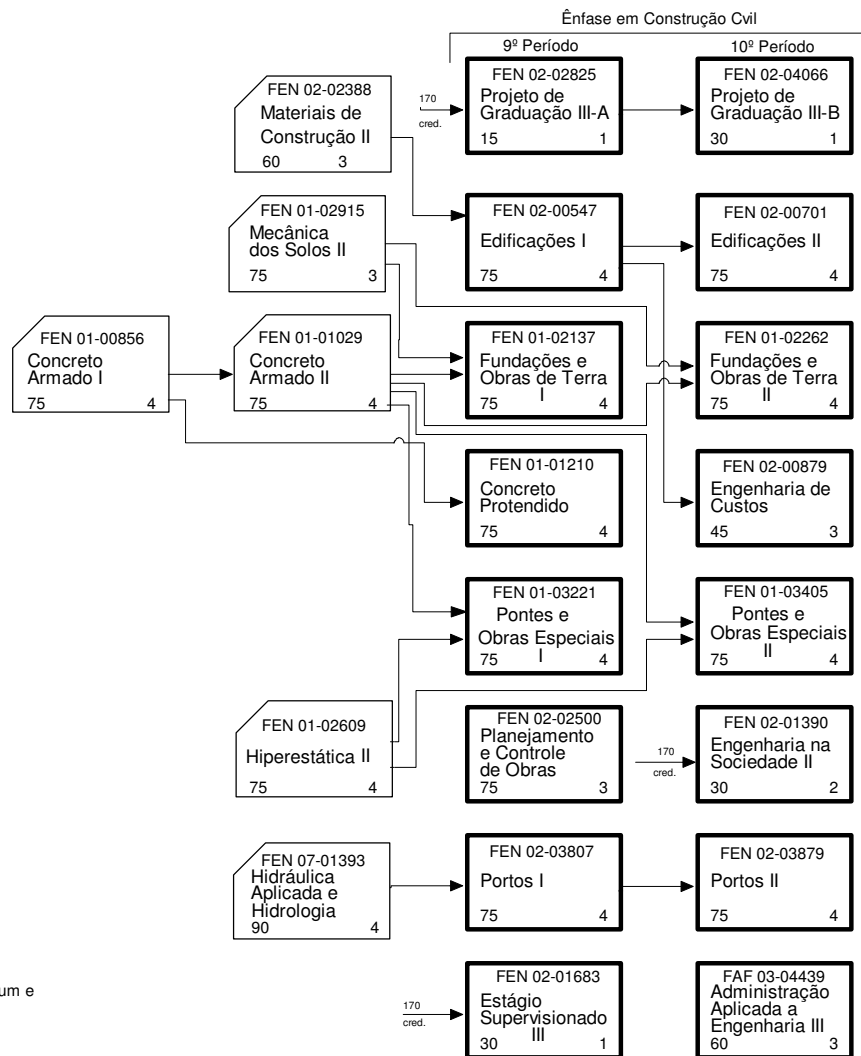 Ênfase em Construção Cvil
9º Período
10º Período
FEN 02-02388
Materiais de
Construção II
60 3
170
cred.
FEN 02-02825
Projeto de
Graduação III-A
15 1
FEN 02-04066
Projeto de
Graduação III-B
30 1
FEN 01-02915
Mecânica
dos Solos II
75 3
FEN 02-00547
Edificações I
75 4
FEN 02-00701
Edificações II
75 4
FEN 01-00856
Concreto
Armado I
75 4
FEN 01-01029
Concreto
Armado II
75 4
FEN 01-02137
Fundações e
Obras de Terra
I
75 4
FEN 01-02262
Fundações e
Obras de Terra
II
75 4
FEN 01-01210
Concreto
Protendido
75 4
FEN 02-00879
Engenharia de
Custos
45 3
FEN 01-03221
Pontes e
Obras Especiais
I
75 4
FEN 01-03405
Pontes e
Obras Especiais
II
75 4
FEN 01-02609
Hiperestática II
75 4
FEN 02-02500
Planejamento
e Controle
de Obras
75 3
170
cred.
FEN 02-01390
Engenharia na
Sociedade II
30 2
FEN 07-01393
Hidráulica
Aplicada e
Hidrologia
90 4
FEN 02-03807
Portos I
75 4
FEN 02-03879
Portos II
75 4
um e
170
cred.
FEN 02-01683
Estágio
Supervisionado
III
30 1
FAF 03-04439
Administração
Aplicada a
Engenharia III
60 3